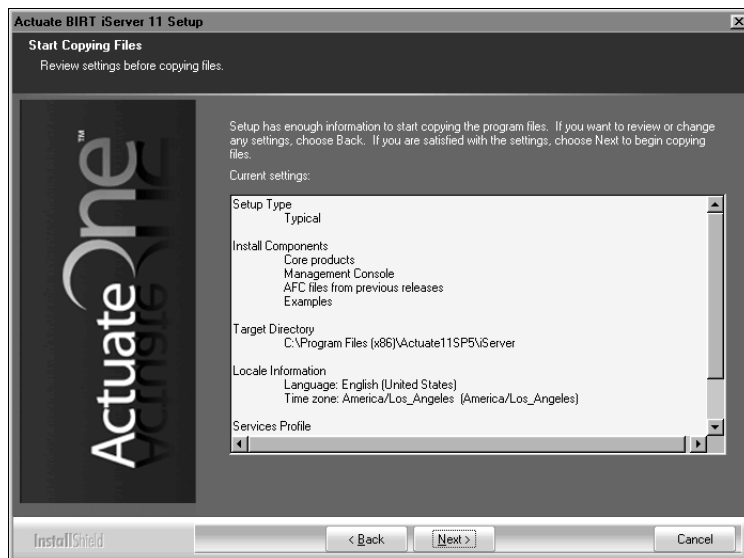 Actuate BIRT iServer 11 Setup
Start Copying Files
Review settings before copying files.
ActuateOne™
Setup has enough information to start copying the program files. If you want to review or change
any settings, choose Back. If you are satisfied with the settings, choose Next to begin copying
files.
Current settings:
Setup Type
Typical
Install Components
Core products
Management Console
AFC files from previous releases
Examples
Target Directory
C:\Program Files (x86)\Actuate11SP5\iServer
Locale Information
Language: English (United States)
Time zone: America/Los_Angeles (America/Los_Angeles)
Services Profile
InstallShield
< Back
Next >
Cancel